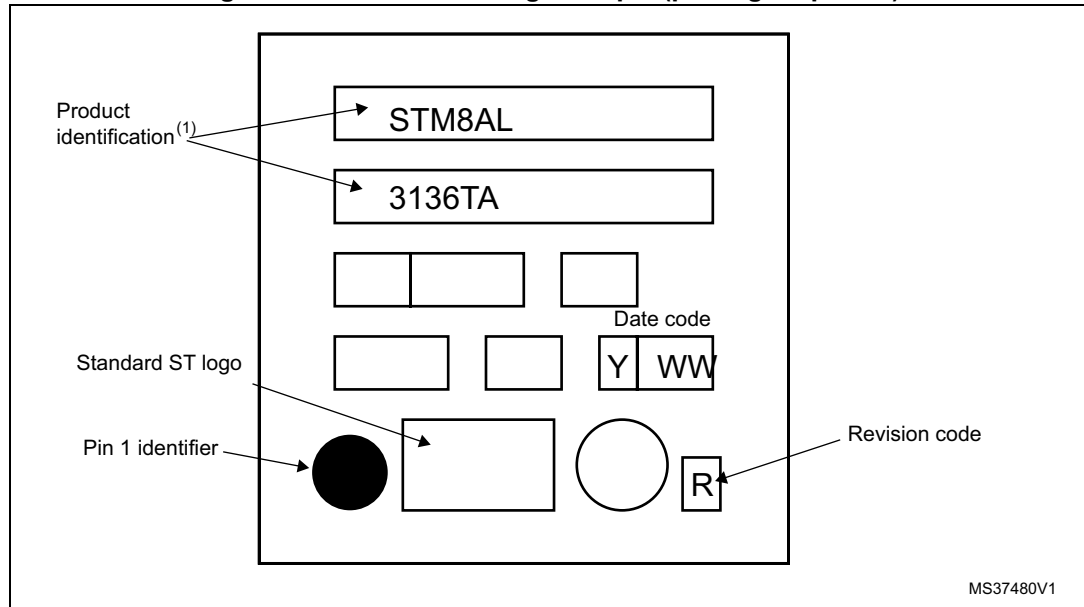 Product
identification(1)
STM8AL
3136TA
Date code
Y WW
Standard ST logo
Pin 1 identifier
Revision code
R
MS37480V1